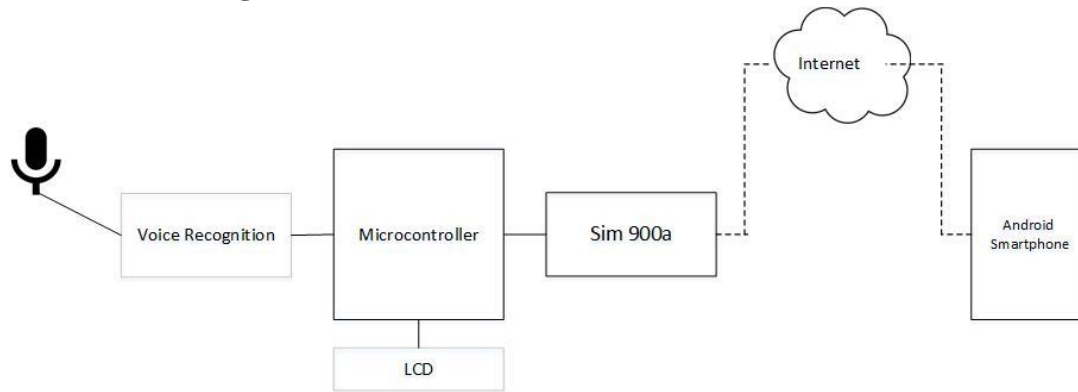 Internet
Voice Recognition
Microcontroller
Sim 900a
Android
Smartphone
LCD